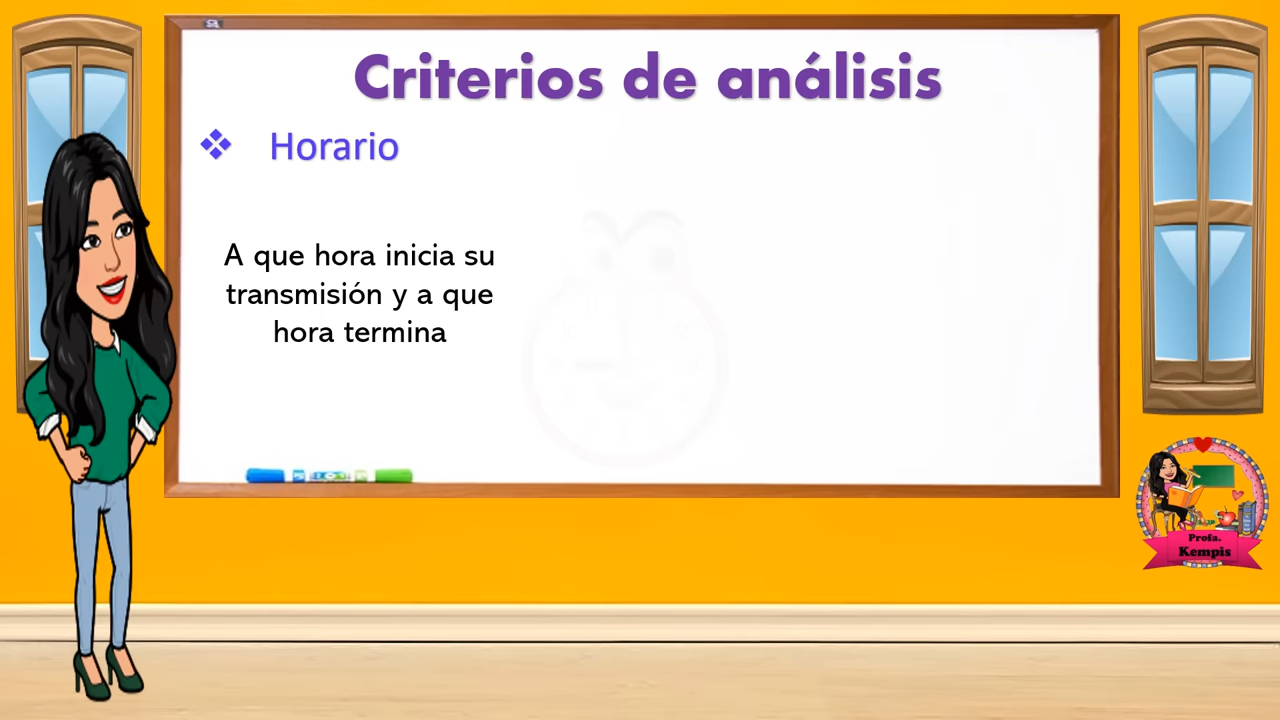 Criterios de análisis
❖ Horario
A que hora inicia su
transmisión y a que
hora termina
Profa.
Kempis